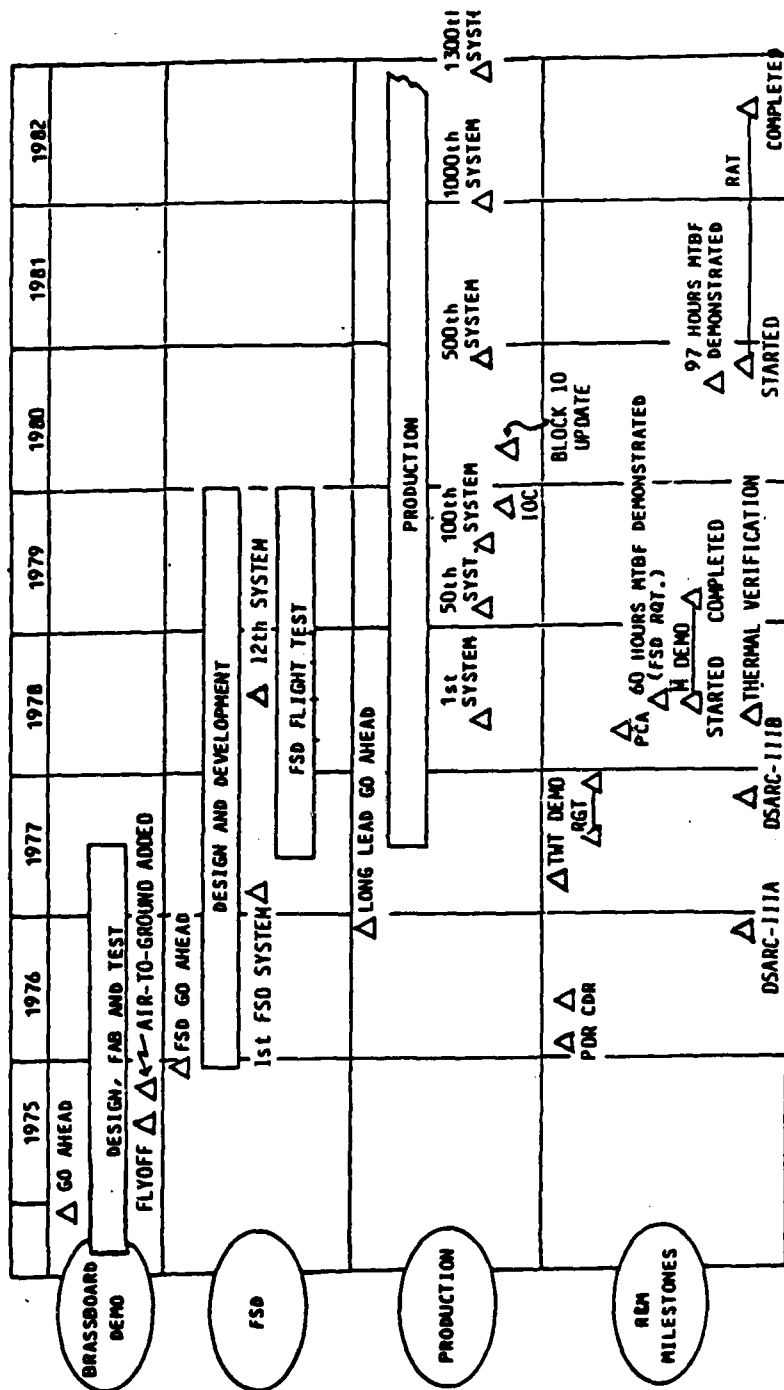 1975 1976 1977 1978 1979 1980 1981 1982
BRASSBOARD
DEMO
GO AHEAD
DESIGN, FAB AND TEST
FLYOFF
AIR-TO-GROUND ADDED
FSD
FSD GO AHEAD
DESIGN AND DEVELOPMENT
1st FSD SYSTEM
12th SYSTEM
FSD FLIGHT TEST
PRODUCTION
LONG LEAD GO AHEAD
PRODUCTION
1st
SYSTEM
50th
SYST
100th
SYSTEM
500th
SYSTEM
1000th
SYSTEM
1300th
IOC
BLOCK 10
UPDATE
R&M
MILESTONES
PDR CDR
TWT DEMO
RGT
PCA
60 HOURS MTBF DEMONSTRATED
(FSD RQT.)
M DEMO
STARTED COMPLETED
97 HOURS MTBF
DEMONSTRATED
RAT
STARTED
COMPLETED
DSARC-IIIA
DSARC-IIIB
THERMAL VERIFICATION